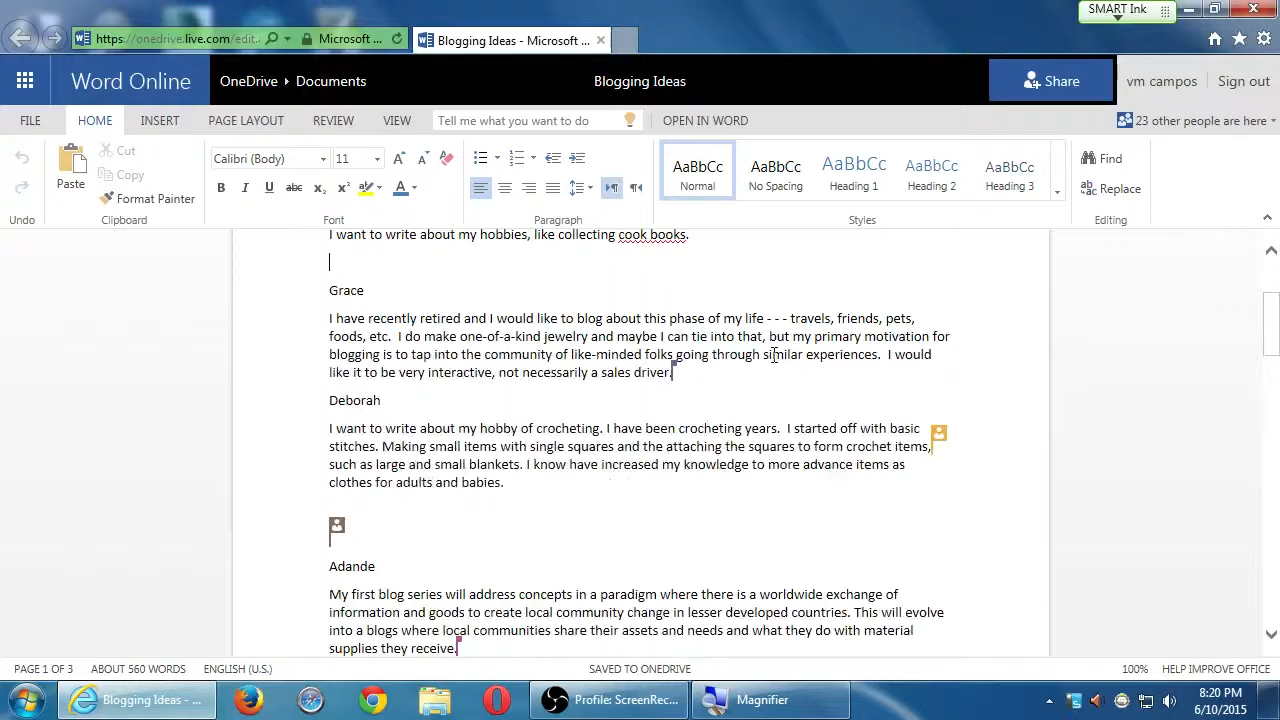 SMART Ink
https://onedrive.live.com/edit.
Microsoft ...
Blogging Ideas - Microsoft ...
Word Online
OneDrive
Documents
Blogging Ideas
Share
vm campos
Sign out
FILE
HOME
INSERT
PAGE LAYOUT
REVIEW
VIEW
Tell me what you want to do
OPEN IN WORD
23 other people are here
Paste
Cut
Copy
Format Painter
Calibri (Body)
11
B I U abc x₂ x²
AaBbCc
Normal
AaBbCc
No Spacing
AaBbCc
Heading 1
AaBbCc
Heading 2
AaBbCc
Heading 3
Find
Replace
Undo
Clipboard
Font
Paragraph
Styles
Editing
I want to write about my hobbies, like collecting cook books.
Grace
I have recently retired and I would like to blog about this phase of my life - - - travels, friends, pets,
foods, etc.  I do make one-of-a-kind jewelry and maybe I can tie into that, but my primary motivation for
blogging is to tap into the community of like-minded folks going through similar experiences.  I would
like it to be very interactive, not necessarily a sales driver.
Deborah
I want to write about my hobby of crocheting. I have been crocheting years.  I started off with basic
stitches. Making small items with single squares and the attaching the squares to form crochet items,
such as large and small blankets. I know have increased my knowledge to more advance items as
clothes for adults and babies.
Adande
My first blog series will address concepts in a paradigm where there is a worldwide exchange of
information and goods to create local community change in lesser developed countries. This will evolve
into a blogs where local communities share their assets and needs and what they do with material
supplies they receive.
PAGE 1 OF 3
ABOUT 560 WORDS
ENGLISH (U.S.)
SAVED TO ONEDRIVE
100%
HELP IMPROVE OFFICE
Blogging Ideas - ...
Profile: ScreenRec...
Magnifier
8:20 PM
6/10/2015